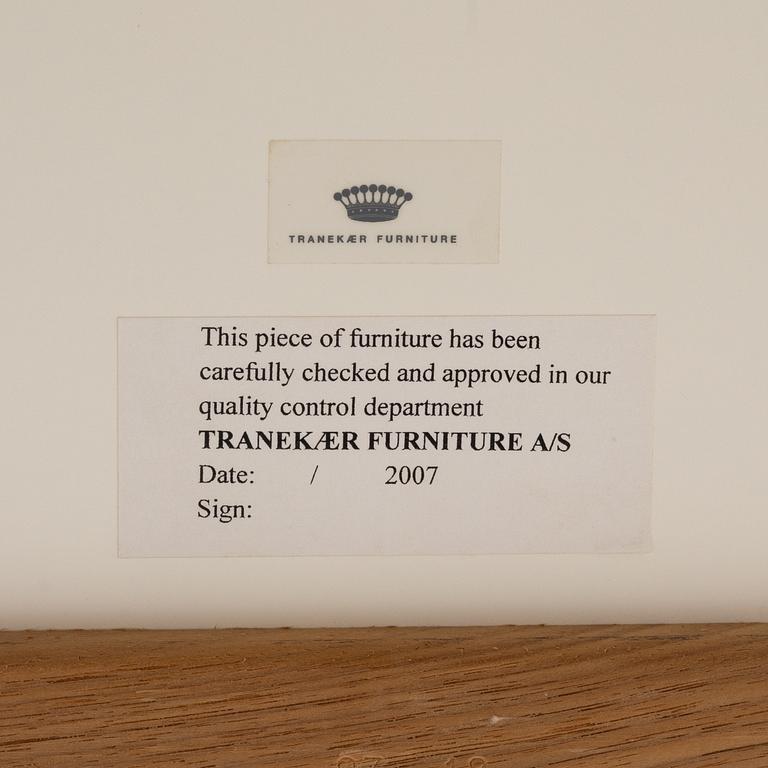 TRANEKÆR FURNITURE
This piece of furniture has been
carefully checked and approved in our
quality control department
TRANEKÆR FURNITURE A/S
Date: / 2007
Sign: